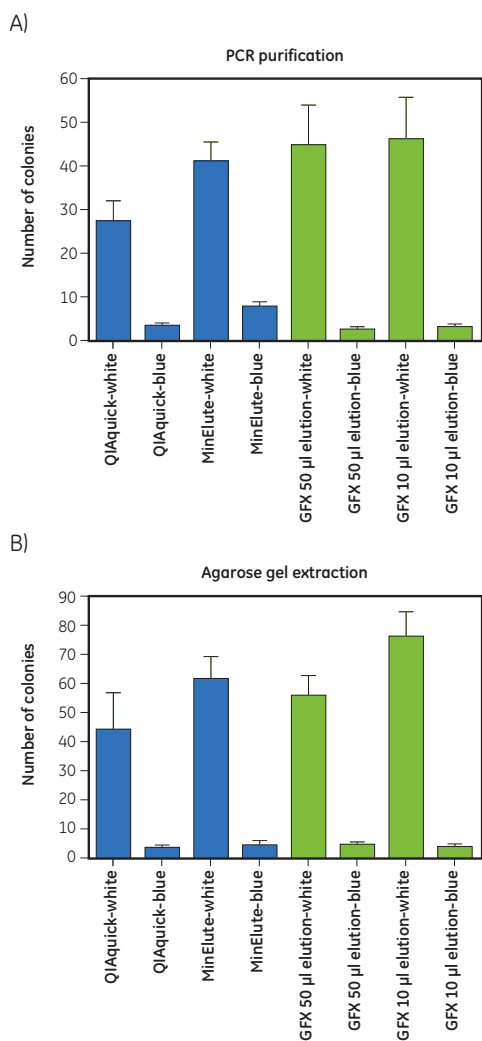 A)
PCR purification
Number of colonies
60
50
40
30
20
10
0
QIAquick-white
QIAquick-blue
MinElute-white
MinElute-blue
GFX 50 µl elution-white
GFX 50 µl elution-blue
GFX 10 µl elution-white
GFX 10 µl elution-blue
B)
Agarose gel extraction
Number of colonies
90
80
70
60
50
40
30
20
10
0
QIAquick-white
QIAquick-blue
MinElute-white
MinElute-blue
GFX 50 µl elution-white
GFX 50 µl elution-blue
GFX 10 µl elution-white
GFX 10 µl elution-blue